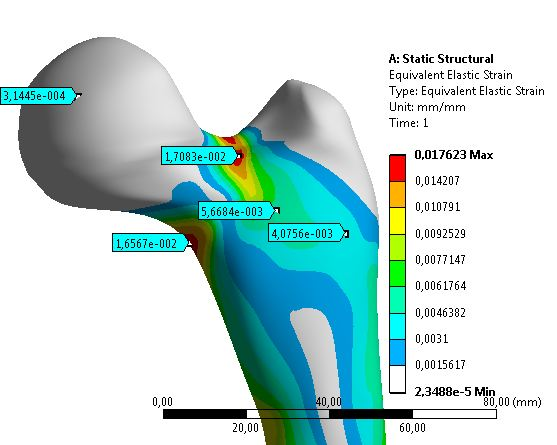 A: Static Structural
Equivalent Elastic Strain
Type: Equivalent Elastic Strain
Unit: mm/mm
Time: 1
3,1445e-004
1,7083e-002
5,6684e-003
4,0756e-003
1,6567e-002
0,017623 Max
0,014207
0,010791
0,0092529
0,0077147
0,0061764
0,0046382
0,0031
0,0015617
2,3488e-5 Min
0,00 40,00 80,00 (mm)
20,00 60,00